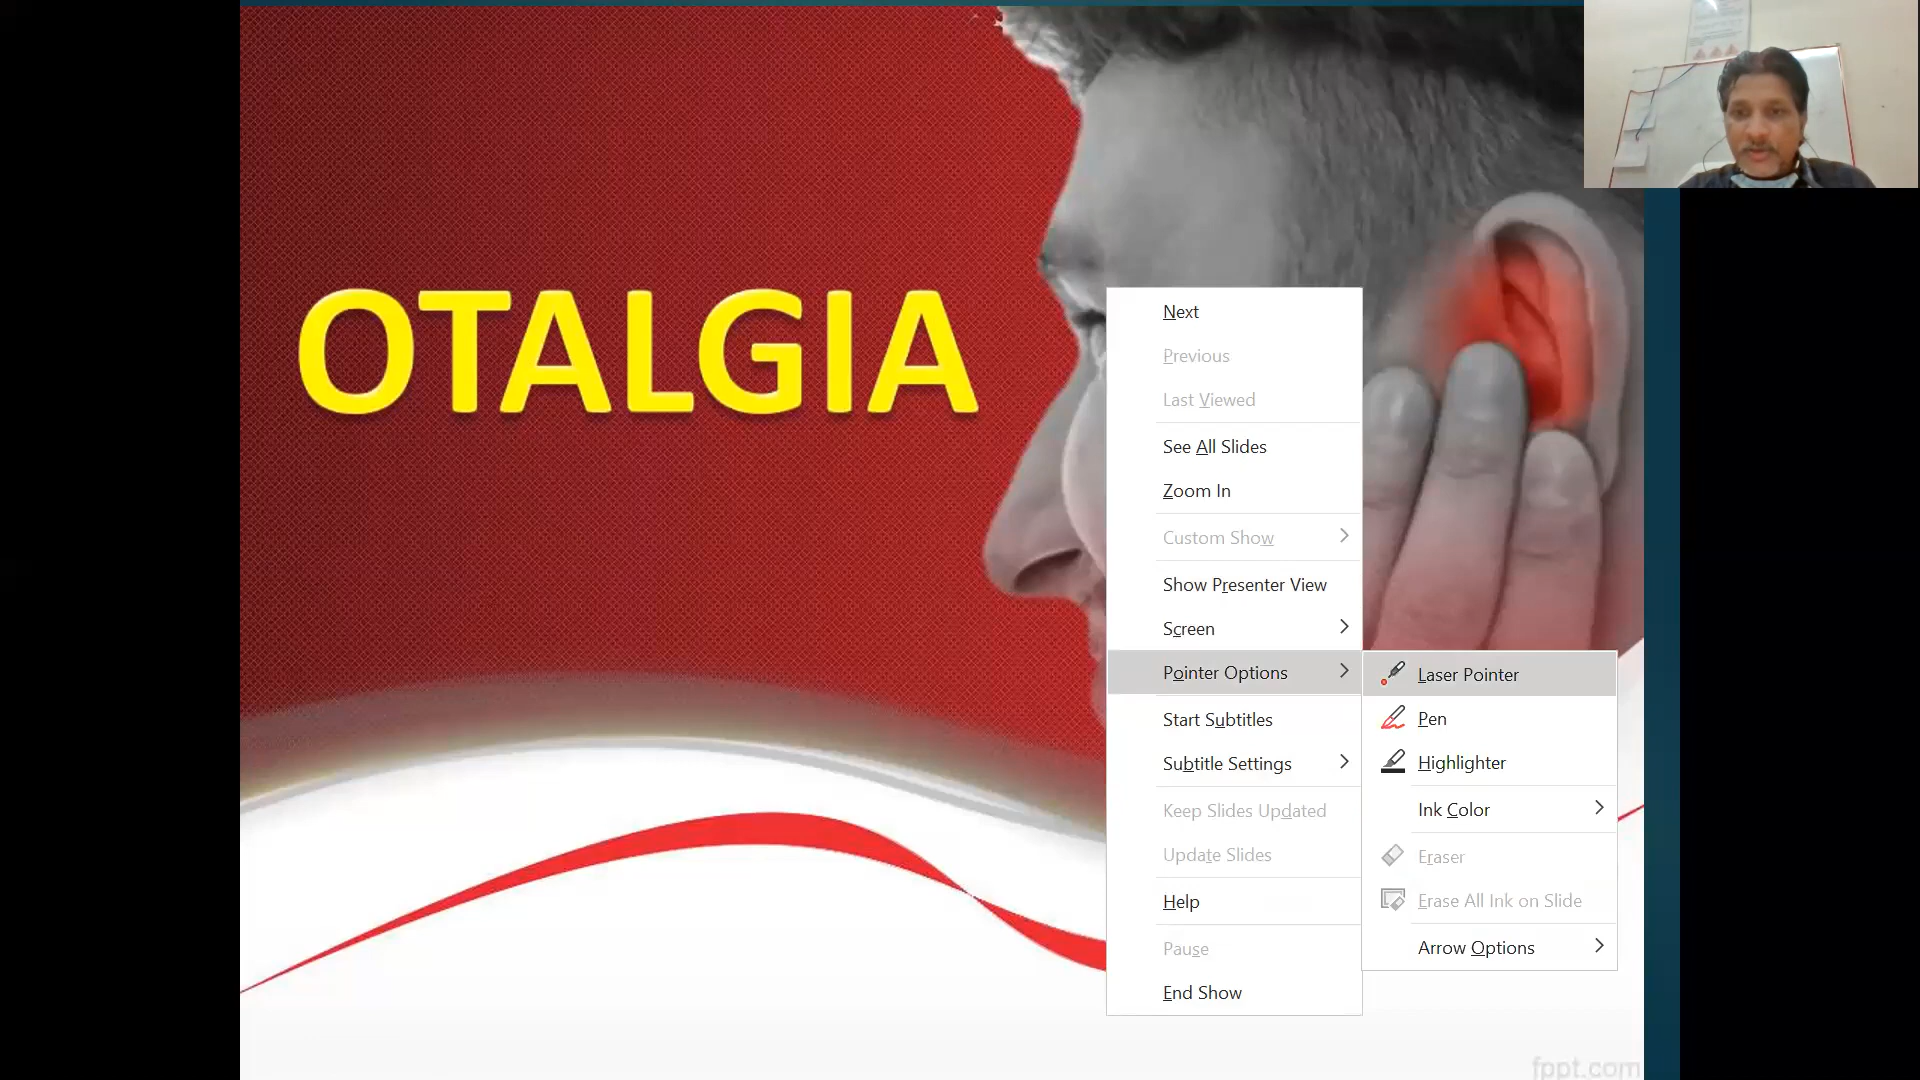 OTALGIA
Next
Previous
Last Viewed
See All Slides
Zoom In
Custom Show
Show Presenter View
Screen
Pointer Options
Start Subtitles
Subtitle Settings
Keep Slides Updated
Update Slides
Help
Pause
End Show
Laser Pointer
Pen
Highlighter
Ink Color
Eraser
Erase All Ink on Slide
Arrow Options
fppt.com